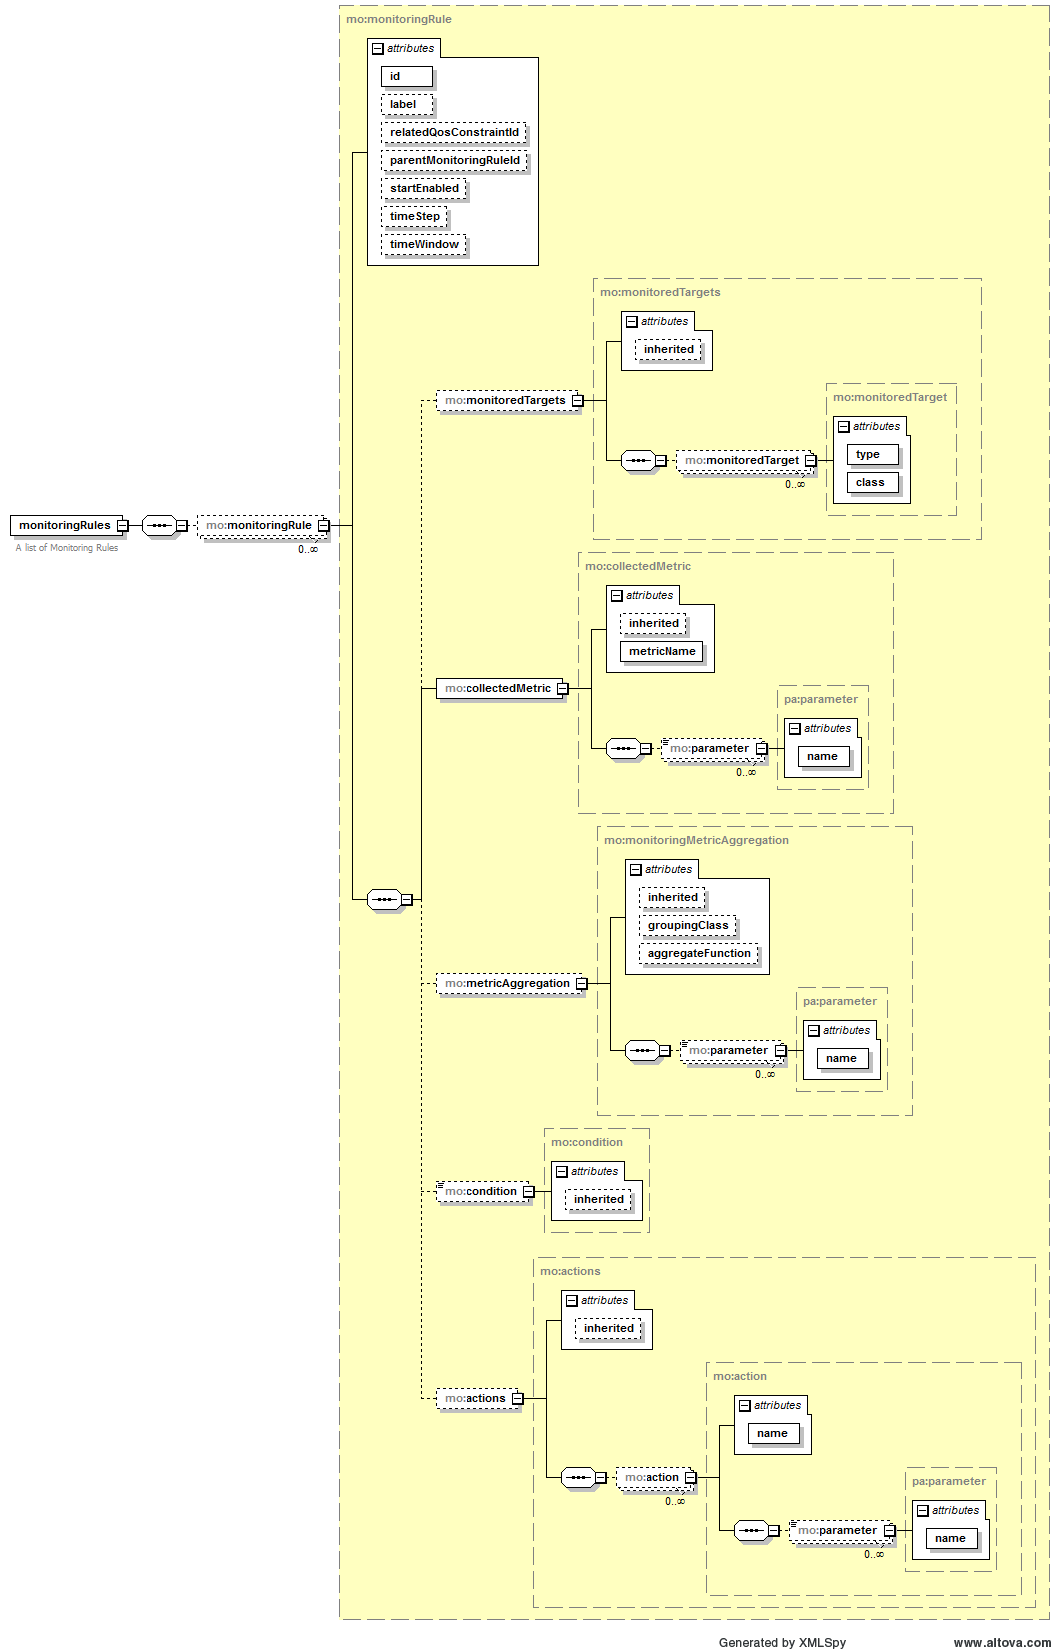 mo:monitoringRule
attributes
id
label
relatedQosConstraintId
parentMonitoringRuleId
startEnabled
timeStep
timeWindow
mo:monitoredTargets
attributes
inherited
mo:monitoredTargets
mo:monitoredTarget
attributes
type
class
mo:monitoredTarget
0..∞
monitoringRules
A list of Monitoring Rules
mo:monitoringRule
0..∞
mo:collectedMetric
attributes
inherited
metricName
mo:collectedMetric
pa:parameter
attributes
name
mo:parameter
0..∞
mo:monitoringMetricAggregation
attributes
inherited
groupingClass
aggregateFunction
mo:metricAggregation
pa:parameter
attributes
name
mo:parameter
0..∞
mo:condition
attributes
inherited
mo:condition
mo:actions
attributes
inherited
mo:actions
mo:action
attributes
name
mo:action
0..∞
pa:parameter
attributes
name
mo:parameter
0..∞
Generated by XMLSpy
www.altova.com